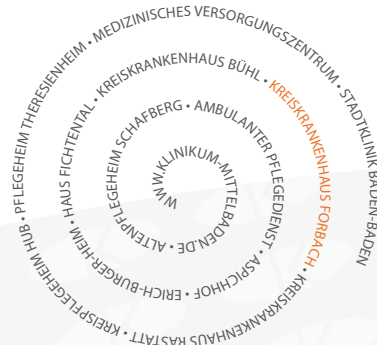 WWW.KLINIKUM-MITTELBADEN.DE • ALTENPFLEGEHEIM SCHAFBERG • AMBULANTER PFLEGEDIENST • ASPICHHOF • ERICH-BURGER-HEIM • HAUS FICHTENTAL • KREISKRANKENHAUS BÜHL • KREISKRANKENHAUS FORBACH • KREISKRANKENHAUS RASTATT • KREISPFLEGEHEIM HUB • PFLEGEHEIM THERESIENHEIM • MEDIZINISCHES VERSORGUNGSZENTRUM • STADTKLINIK BADEN-BADEN